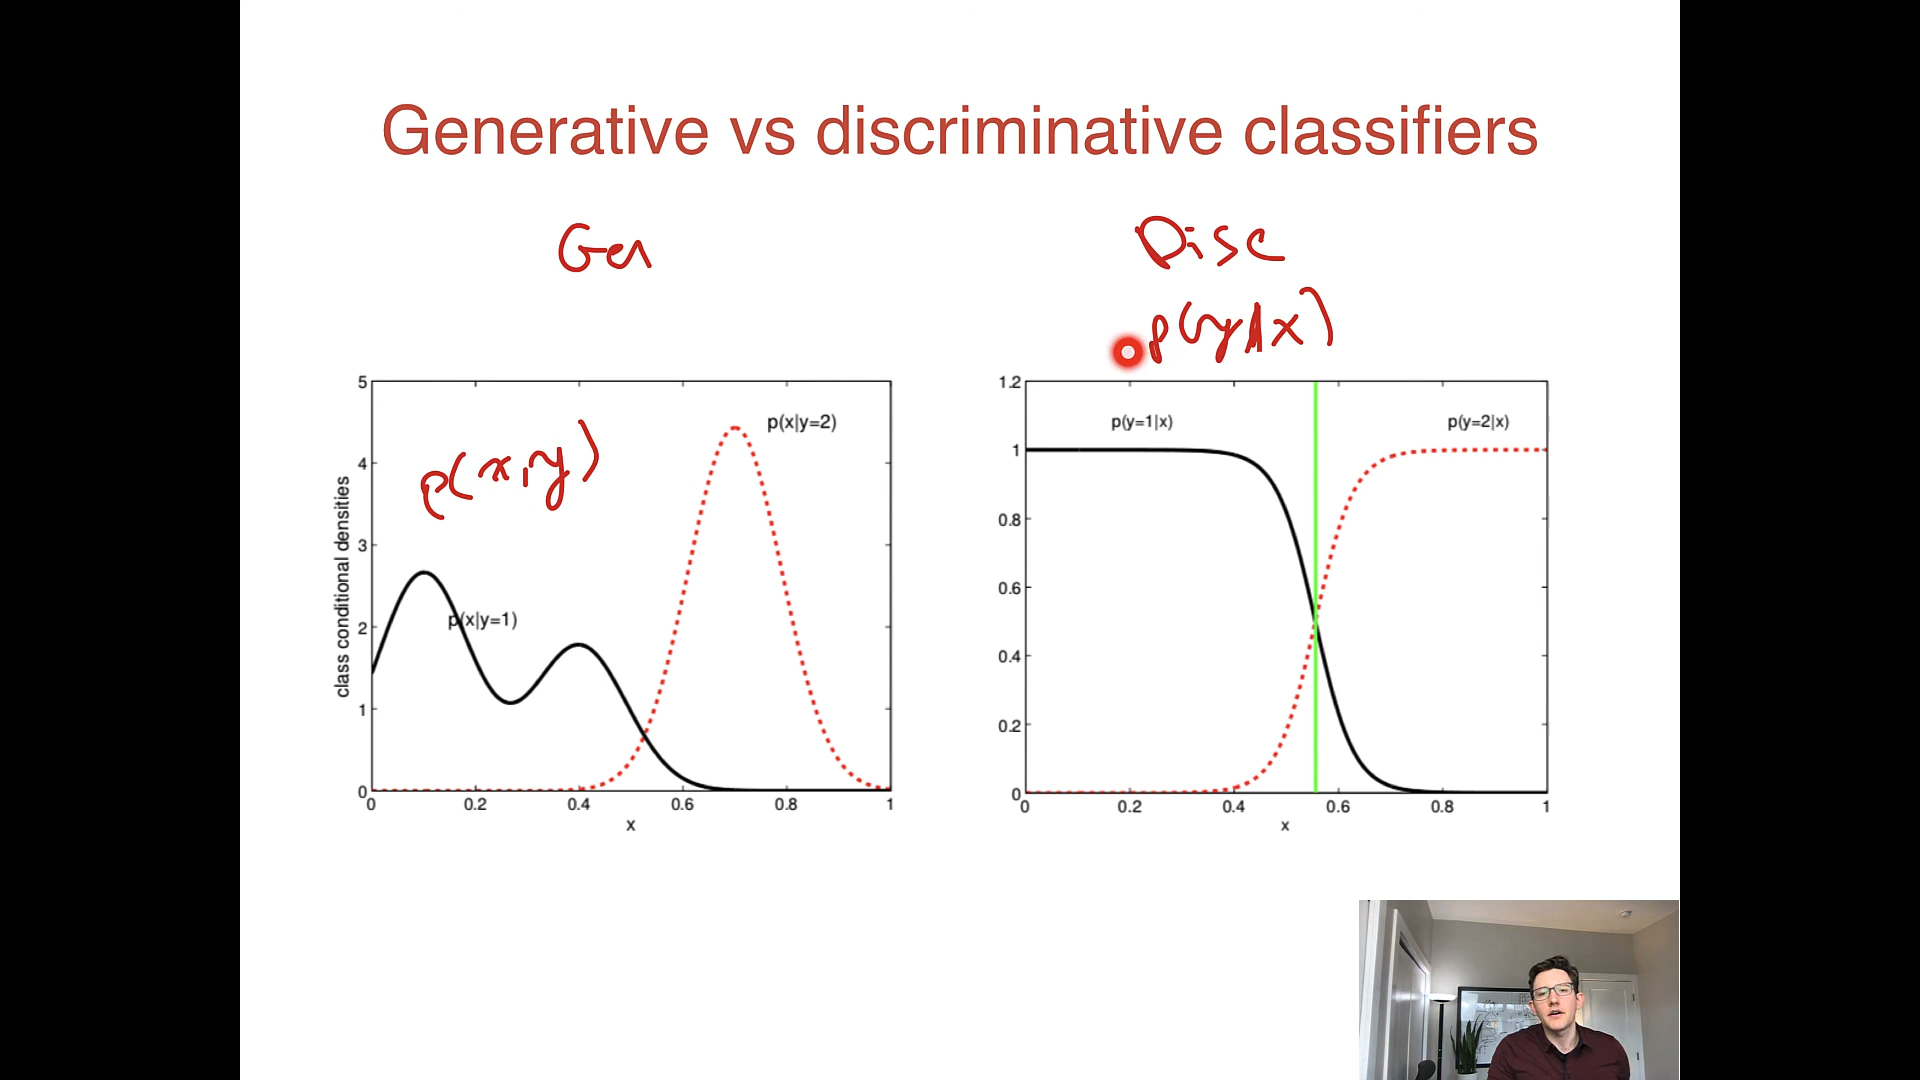 Generative vs discriminative classifiers
Gen
Disc
p(y|x)
5
4
3
2
1
0
class conditional densities
p(x,y)
p(x|y=2)
p(x|y=1)
0 0.2 0.4 0.6 0.8 1
x
1.2
1
0.8
0.6
0.4
0.2
0
p(y=1|x)
p(y=2|x)
0 0.2 0.4 0.6 0.8 1
x